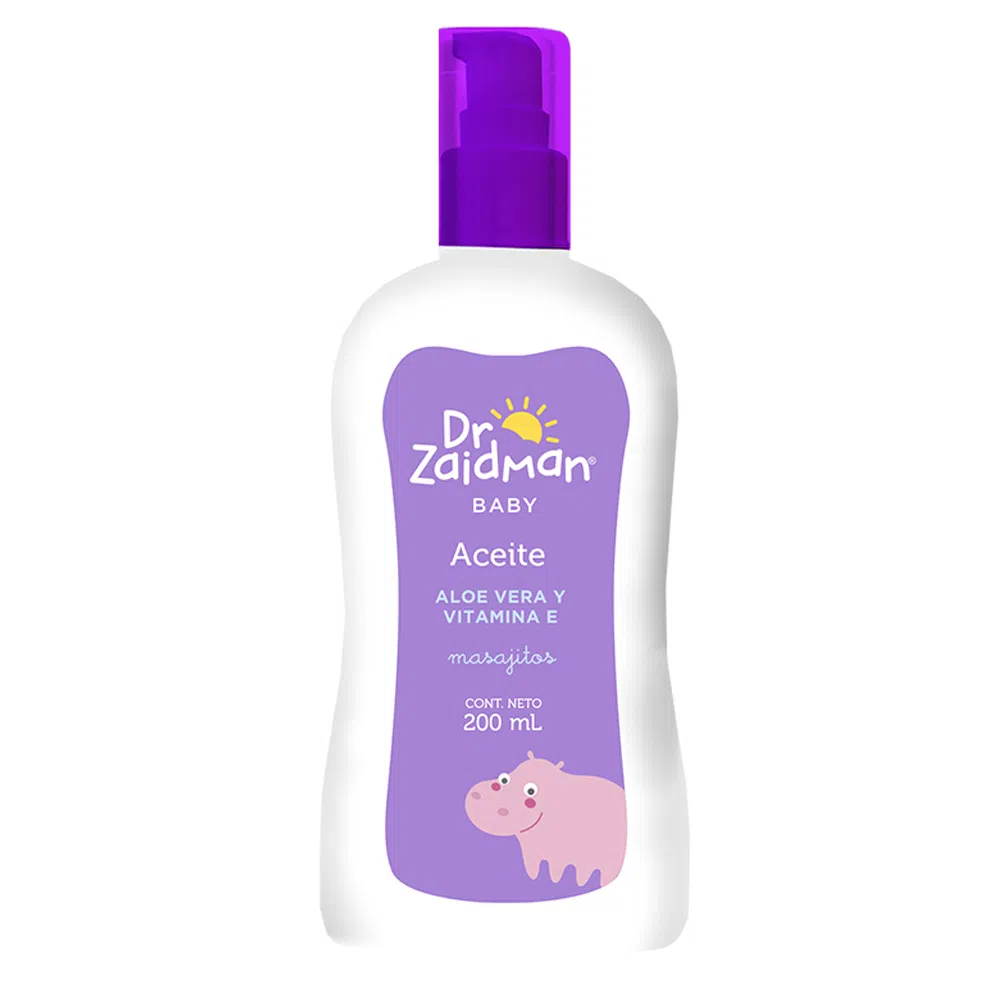 Dr
Zaidman®
BABY
Aceite
ALOE VERA Y
VITAMINA E
masajitos
CONT. NETO
200 mL